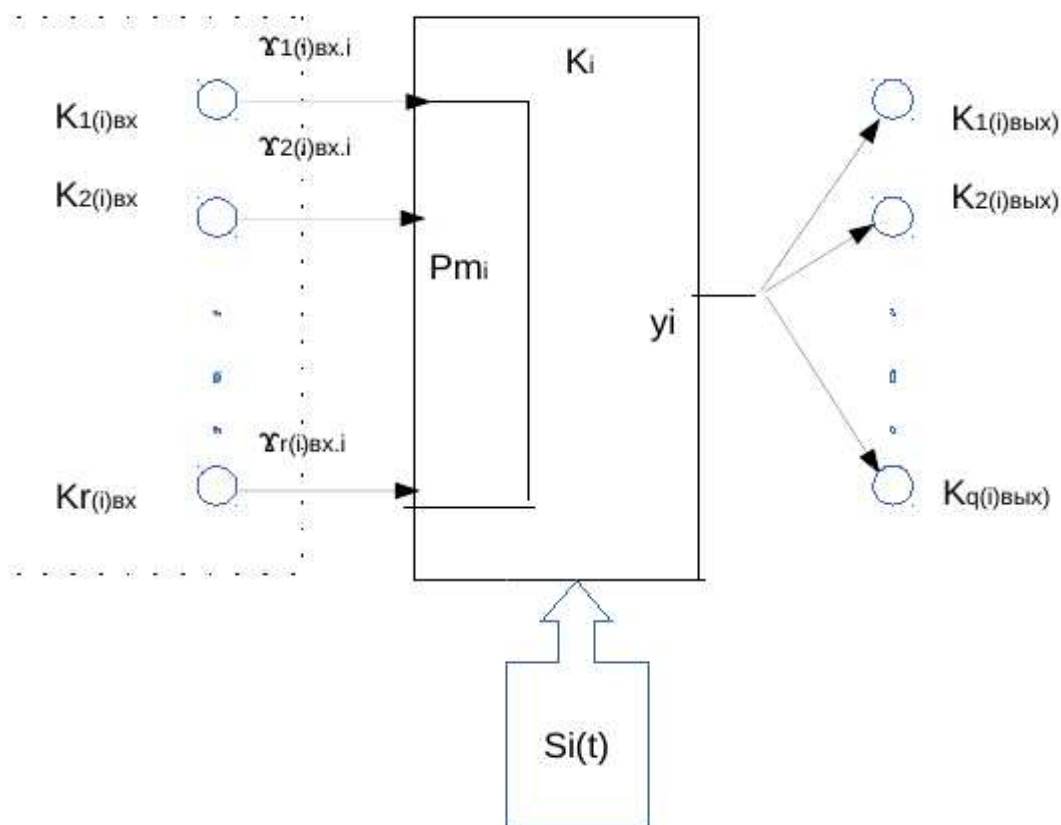 ϒ1(i)вх.i
Ki
K1(i)вх
K1(i)вых)
ϒ2(i)вх.i
K2(i)вх
K2(i)вых)
Pmi
yi
ϒr(i)вх.i
Kr(i)вх
Kq(i)вых)
Si(t)